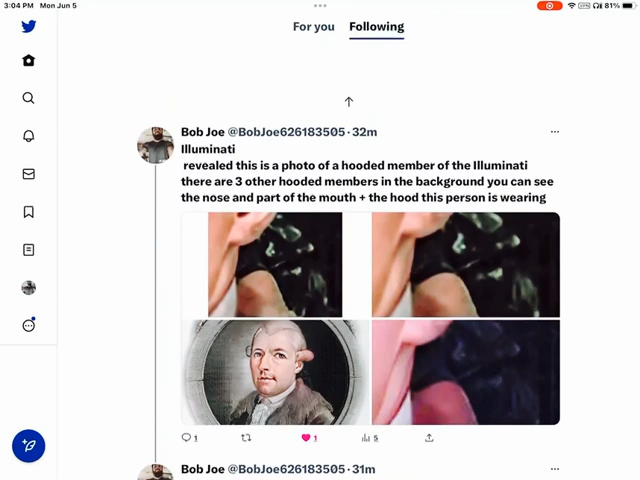 3:04 PM Mon Jun 5
81%
For you Following
Bob Joe @BobJoe626183505 · 32m
Illuminati
revealed this is a photo of a hooded member of the Illuminati
there are 3 other hooded members in the background you can see
the nose and part of the mouth + the hood this person is wearing
1 1 5
Bob Joe @BobJoe626183505 · 31m